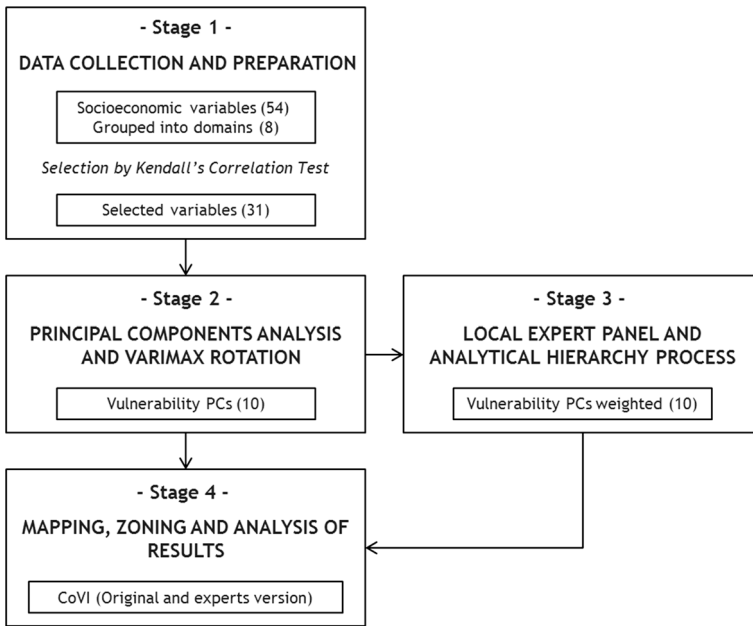 - Stage 1 -
DATA COLLECTION AND PREPARATION
Socioeconomic variables (54)
Grouped into domains (8)
Selection by Kendall's Correlation Test
Selected variables (31)
- Stage 2 -
PRINCIPAL COMPONENTS ANALYSIS
AND VARIMAX ROTATION
Vulnerability PCs (10)
- Stage 3 -
LOCAL EXPERT PANEL AND
ANALYTICAL HIERARCHY PROCESS
Vulnerability PCs weighted (10)
- Stage 4 -
MAPPING, ZONING AND ANALYSIS OF
RESULTS
CoVI (Original and experts version)